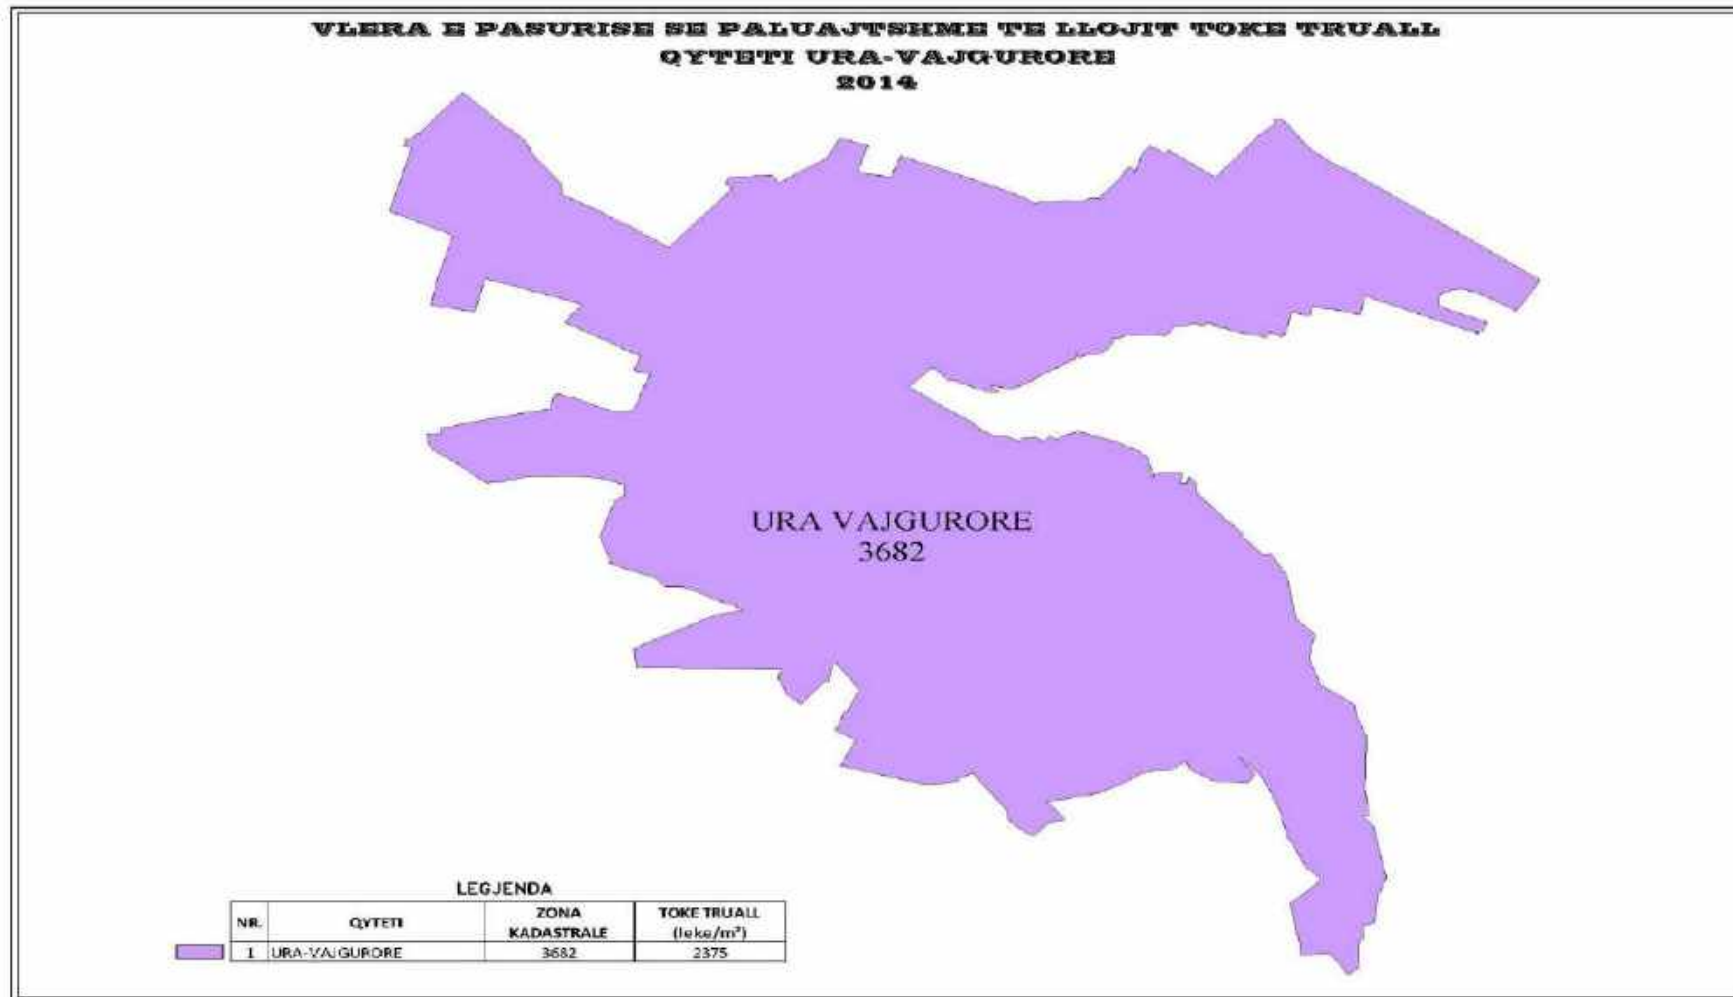 VLERA E PASURISE SE PALUAJTSHME TE LLOJIT TOKE TRUALL
QYTETI URA-VAJGURORE
2014
URA VAJGURORE
3682
LEGJENDA
NR. QYTETI ZONA KADASTRALE TOKE TRUALL (leke/m²)
1 URA-VAJGURORE 3682 2375